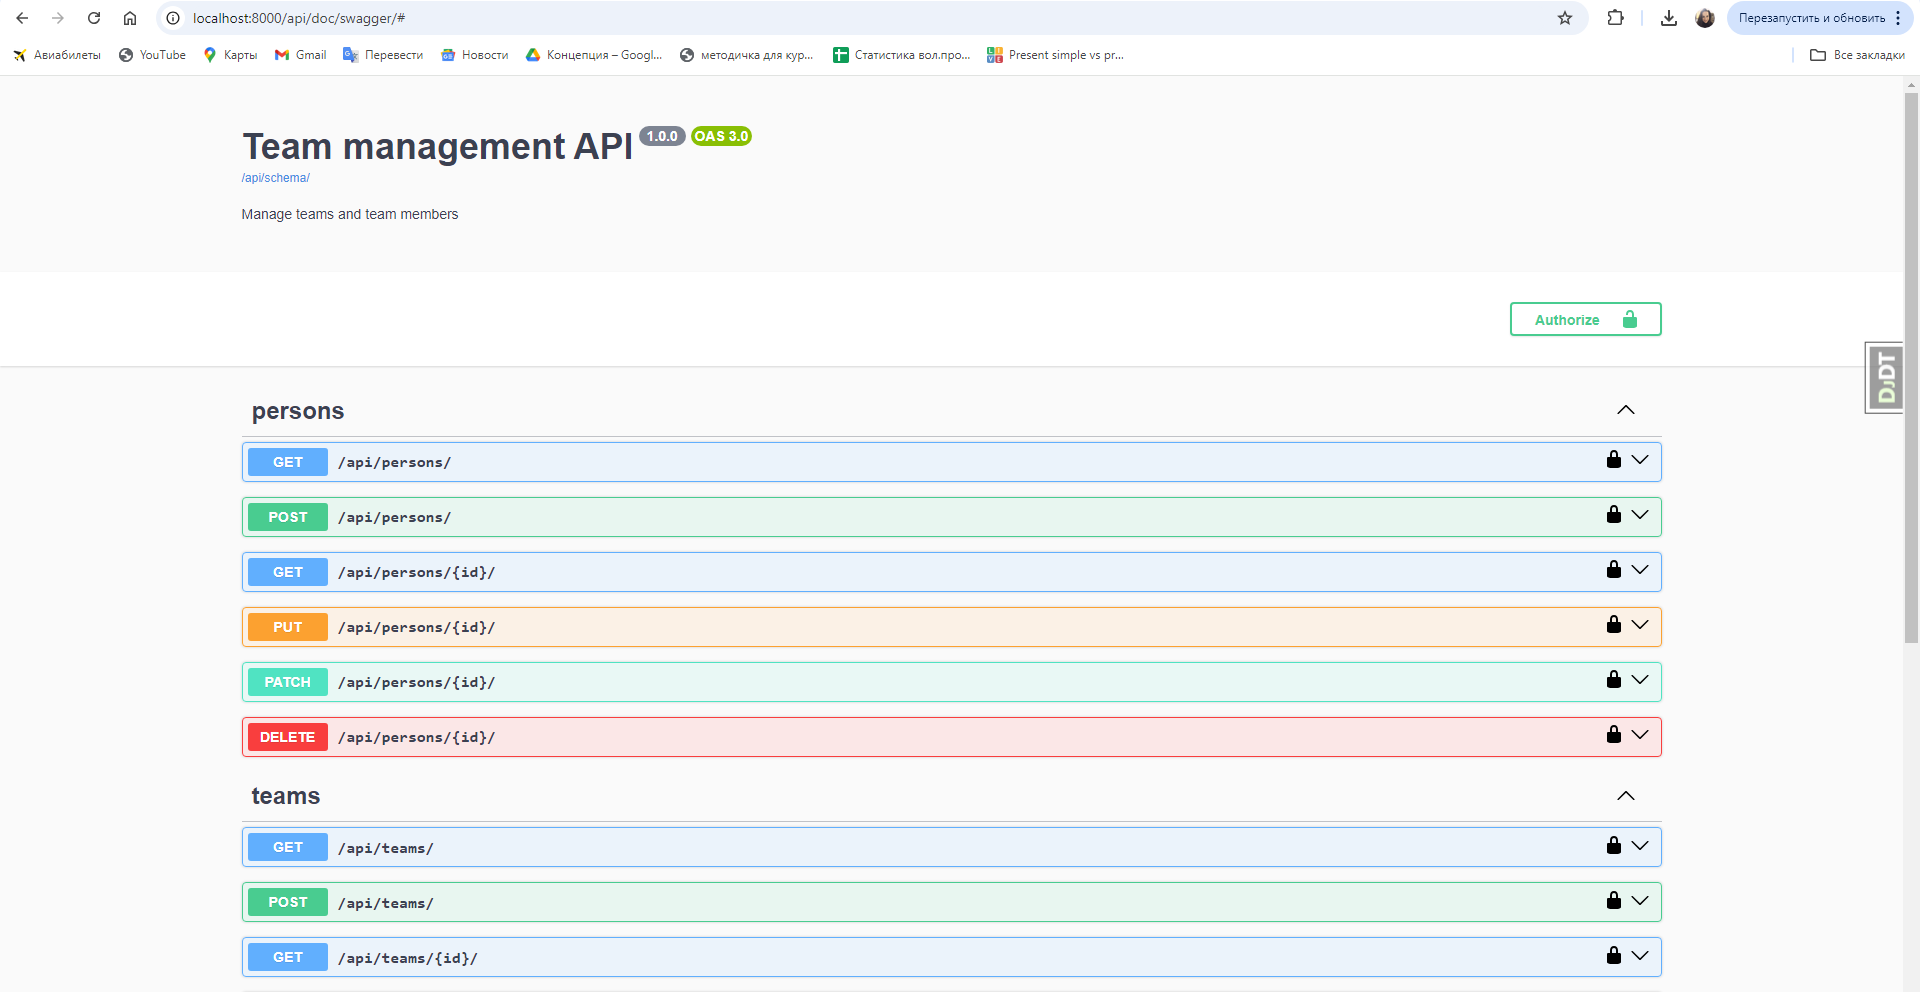 localhost:8000/api/doc/swagger/#
Перезапустить и обновить
Авиабилеты YouTube Карты Gmail Перевести Новости Концепция – Googl... методичка для кур... Статистика вол.про... Present simple vs pr... Все закладки
Team management API 1.0.0 OAS 3.0
/api/schema/
Manage teams and team members
Authorize
DjDT
persons
GET /api/persons/
POST /api/persons/
GET /api/persons/{id}/
PUT /api/persons/{id}/
PATCH /api/persons/{id}/
DELETE /api/persons/{id}/
teams
GET /api/teams/
POST /api/teams/
GET /api/teams/{id}/